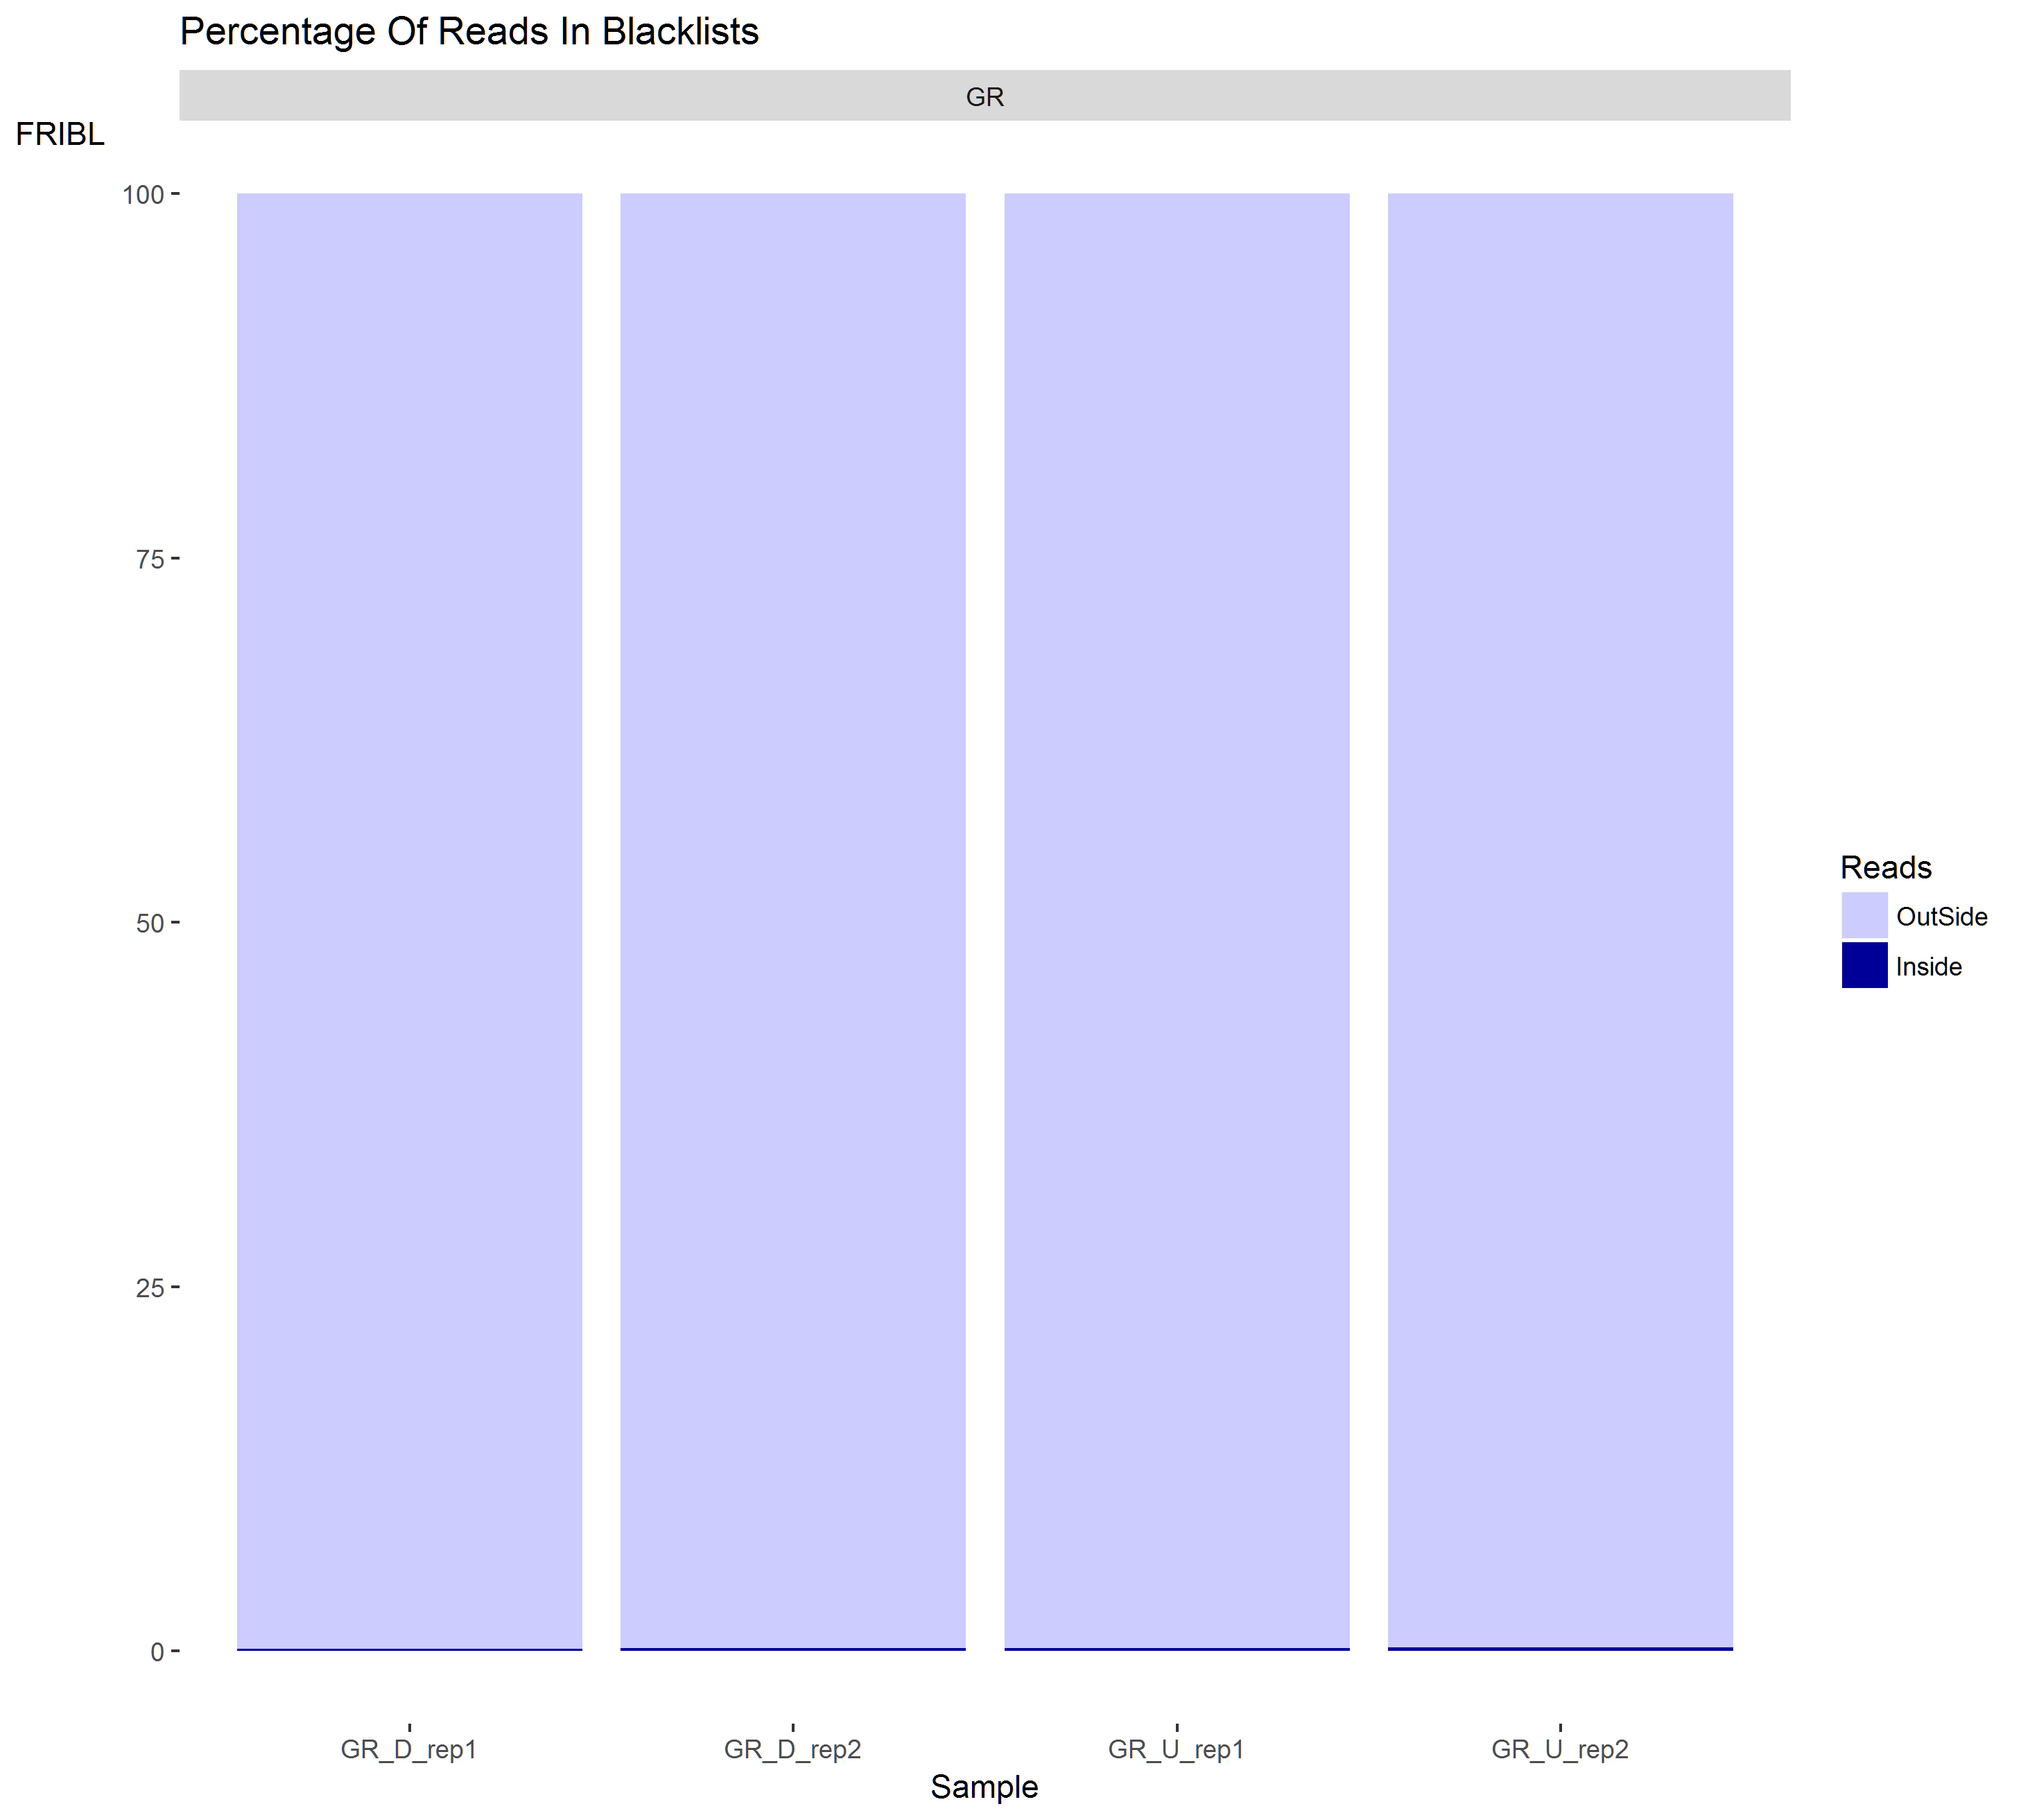 Percentage Of Reads In Blacklists
GR
FRIBL
100
75
50
25
0
Reads
OutSide
Inside
GR_D_rep1 GR_D_rep2 GR_U_rep1 GR_U_rep2
Sample